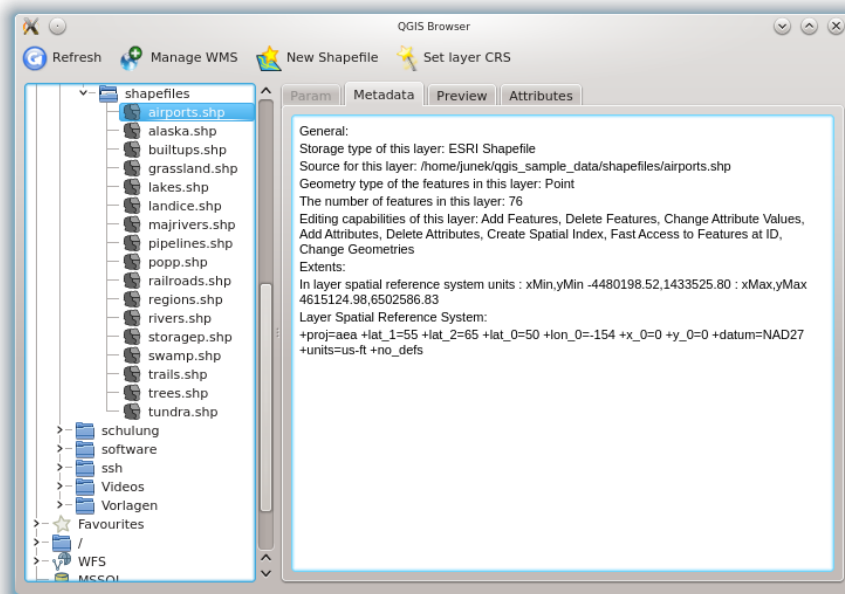 QGIS Browser
Refresh Manage WMS New Shapefile Set layer CRS
shapefiles
airports.shp
alaska.shp
builtups.shp
grassland.shp
lakes.shp
landice.shp
majrivers.shp
pipelines.shp
popp.shp
railroads.shp
regions.shp
rivers.shp
storagep.shp
swamp.shp
trails.shp
trees.shp
tundra.shp
schulung
software
ssh
Videos
Vorlagen
Favourites
/
WFS
MSSQL
Param Metadata Preview Attributes
General:
Storage type of this layer: ESRI Shapefile
Source for this layer: /home/junek/qgis_sample_data/shapefiles/airports.shp
Geometry type of the features in this layer: Point
The number of features in this layer: 76
Editing capabilities of this layer: Add Features, Delete Features, Change Attribute Values,
Add Attributes, Delete Attributes, Create Spatial Index, Fast Access to Features at ID,
Change Geometries
Extents:
In layer spatial reference system units : xMin,yMin -4480198.52,1433525.80 : xMax,yMax
4615124.98,6502586.83
Layer Spatial Reference System:
+proj=aea +lat_1=55 +lat_2=65 +lat_0=50 +lon_0=-154 +x_0=0 +y_0=0 +datum=NAD27
+units=us-ft +no_defs